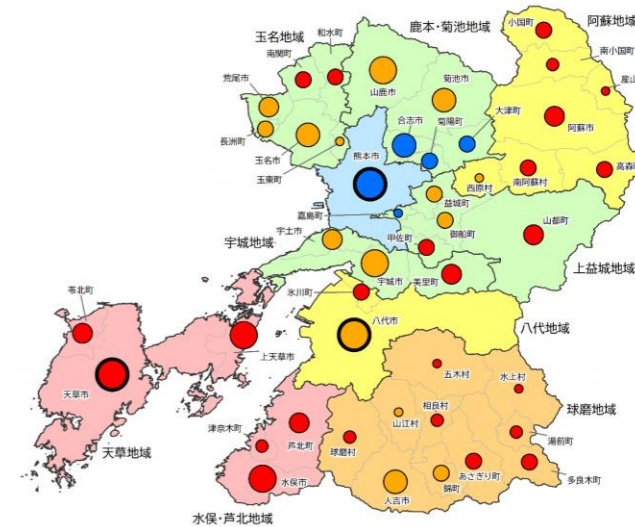 鹿本・菊池地域
阿蘇地域
小国町
玉名地域
和水町
南関町
南小国町
荒尾市
山鹿市
菊池市
産山
合志市
菊陽町
大津町
阿蘇市
長洲町
玉名市
熊本市
玉東町
西原村
南阿蘇村
高森
益城町
嘉島町
御船町
山都町
宇土市
甲佐町
宇城地域
上益城地域
宇城市
美里町
氷川町
苓北町
八代市
八代地域
上天草市
天草市
五木村
水上村
津奈木町
山江村
相良村
球磨地域
芦北町
球磨村
湯前町
天草地域
水俣市
人吉市
錦町
あさぎり町
多良木町
水俣・芦北地域